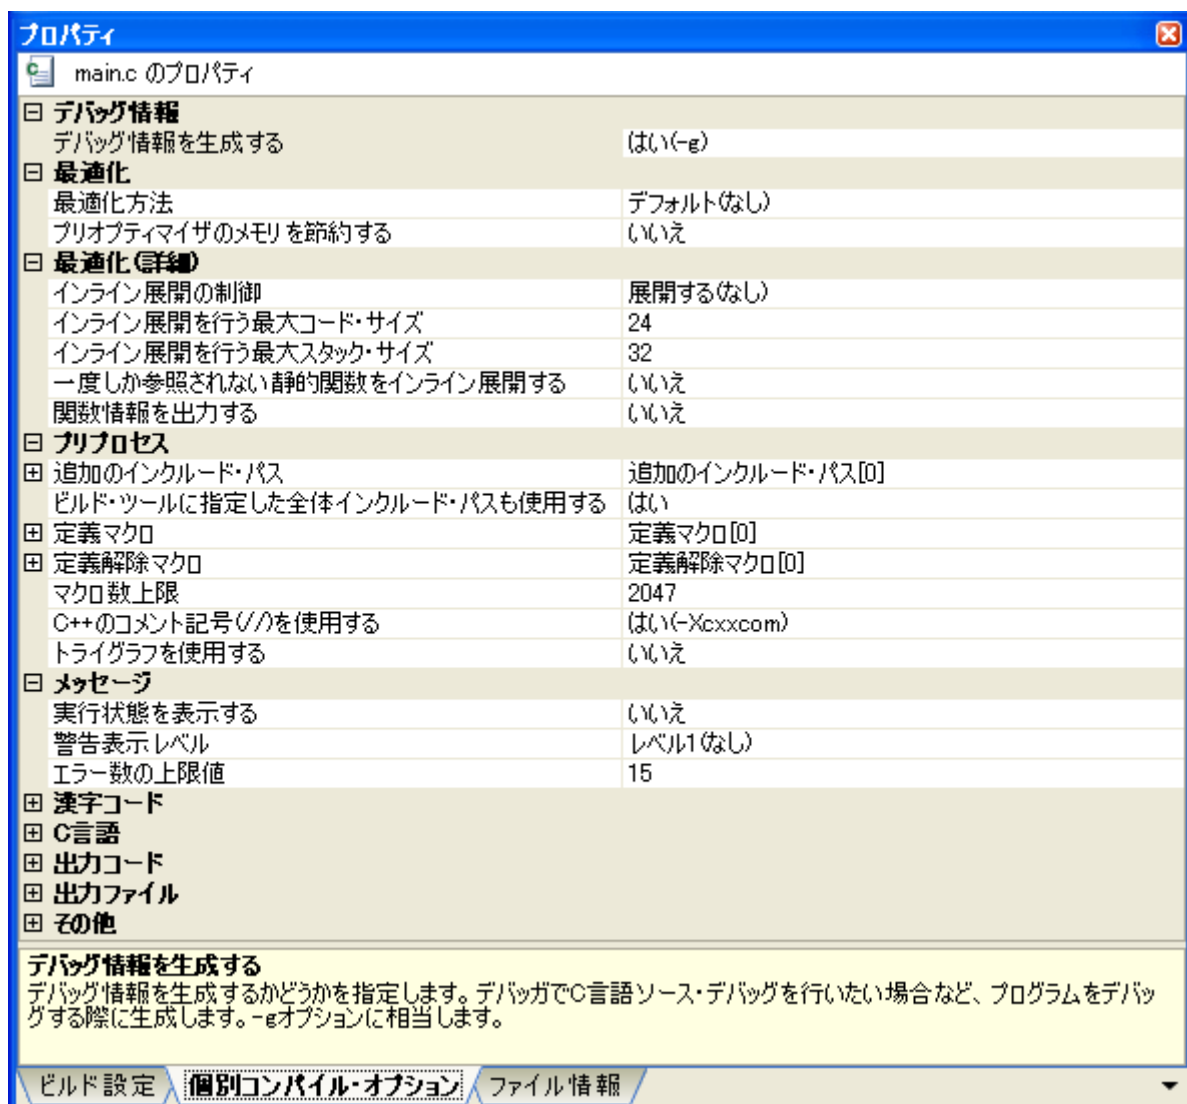 プロパティ
main.c のプロパティ
デバッグ情報
デバッグ情報を生成する はい(-g)
最適化
最適化方法 デフォルト(なし)
プリオプティマイザのメモリを節約する いいえ
最適化(詳細)
インライン展開の制御 展開する(なし)
インライン展開を行う最大コード・サイズ 24
インライン展開を行う最大スタック・サイズ 32
一度しか参照されない静的関数をインライン展開する いいえ
関数情報を出力する いいえ
プリプロセス
追加のインクルード・パス 追加のインクルード・パス[0]
ビルド・ツールに指定した全体インクルード・パスも使用する はい
定義マクロ 定義マクロ[0]
定義解除マクロ 定義解除マクロ[0]
マクロ数上限 2047
C++のコメント記号(//)を使用する はい(-Xcxxcom)
トライグラフを使用する いいえ
メッセージ
実行状態を表示する いいえ
警告表示レベル レベル1(なし)
エラー数の上限値 15
漢字コード
C言語
出力コード
出力ファイル
その他
デバッグ情報を生成する
デバッグ情報を生成するかどうかを指定します。デバッガでC言語ソース・デバッグを行いたい場合など、プログラムをデバッ
グする際に生成します。-gオプションに相当します。
ビルド設定 個別コンパイル・オプション ファイル情報